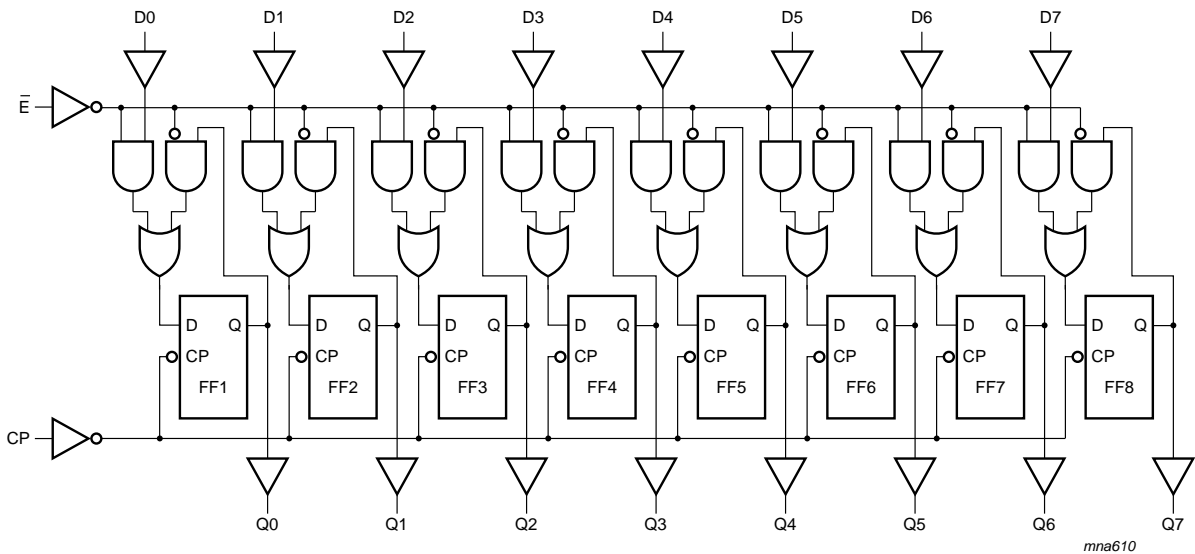 D0 D1 D2 D3 D4 D5 D6 D7
E̅
D Q D Q D Q D Q D Q D Q D Q D Q
CP CP CP CP CP CP CP CP
FF1 FF2 FF3 FF4 FF5 FF6 FF7 FF8
CP
Q0 Q1 Q2 Q3 Q4 Q5 Q6 Q7
mna610